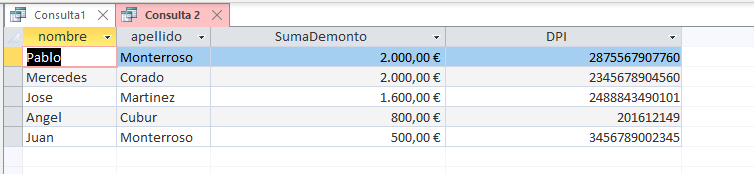 Consulta1 Consulta 2
nombre apellido SumaDemonto DPI
Pablo Monterroso 2.000,00 € 2875567907760
Mercedes Corado 2.000,00 € 2345678904560
Jose Martinez 1.600,00 € 2488843490101
Angel Cubur 800,00 € 201612149
Juan Monterroso 500,00 € 3456789002345